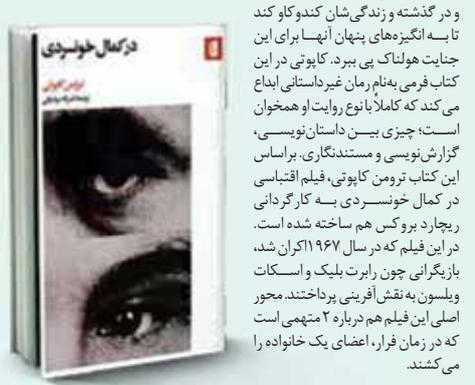 و در گذشته و زندگی‌شان کندوکاو کند
تا بــه انگیزه‌های پنهان آنهــا برای این
جنایت هولناک پی ببرد. کاپوتی در این
کتاب فرمی به‌نام رمان غیرداستانی ابداع
می‌کند که کاملاً با نوع روایت او همخوان
اســت؛ چیزی بیــن داستان‌نویســی،
گزارش‌نویسی و مستندنگاری. براساس
این کتاب ترومن کاپوتی، فیلم اقتباسی
در کمال خونســردی بــه کارگردانی
ریچارد بروکس هم ساخته شده است.
در این فیلم که در سال ۱۹۶۷اکران شد،
بازیگرانی چون رابرت بلیک و اســکات
ویلسون به نقش‌آفرینی پرداختند. محور
اصلی این فیلم هم درباره ۲ متهمی است
که در زمان فرار، اعضای یک خانواده را
می‌کشند.
در کمال خونسردی
ترومن کاپوتی